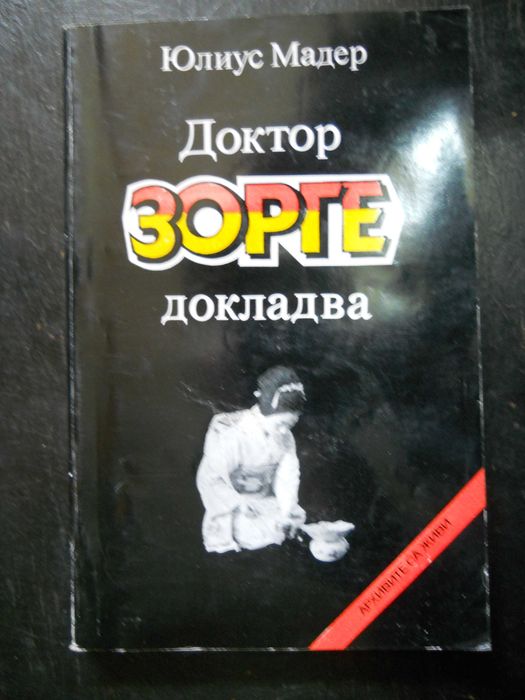 Юлиус Мадер
Доктор
ЗОРГЕ
докладва
АРХИВИТЕ СА ЖИВИ